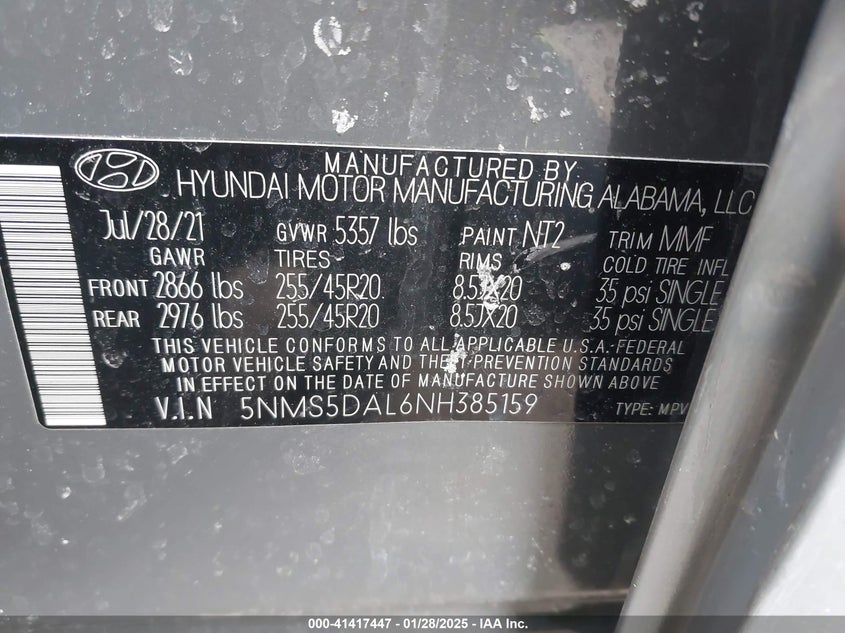 MANUFACTURED BY
HYUNDAI MOTOR MANUFACTURING ALABAMA, LLC
Jul/28/21 GVWR 5357 lbs PAINT NT2 TRIM MMF
GAWR TIRES RIMS COLD TIRE INFL
FRONT 2866 lbs 255/45R20 8.5JX20 35 psi SINGLE
REAR 2976 lbs 255/45R20 8.5JX20 35 psi SINGLE
THIS VEHICLE CONFORMS TO ALL APPLICABLE U.S.A. FEDERAL
MOTOR VEHICLE SAFETY AND THEFT PREVENTION STANDARDS
IN EFFECT ON THE DATE OF MANUFACTURE SHOWN ABOVE
V.I.N 5NMS5DAL6NH385159 TYPE: MPV
000-41417447 - 01/28/2025 - IAA Inc.